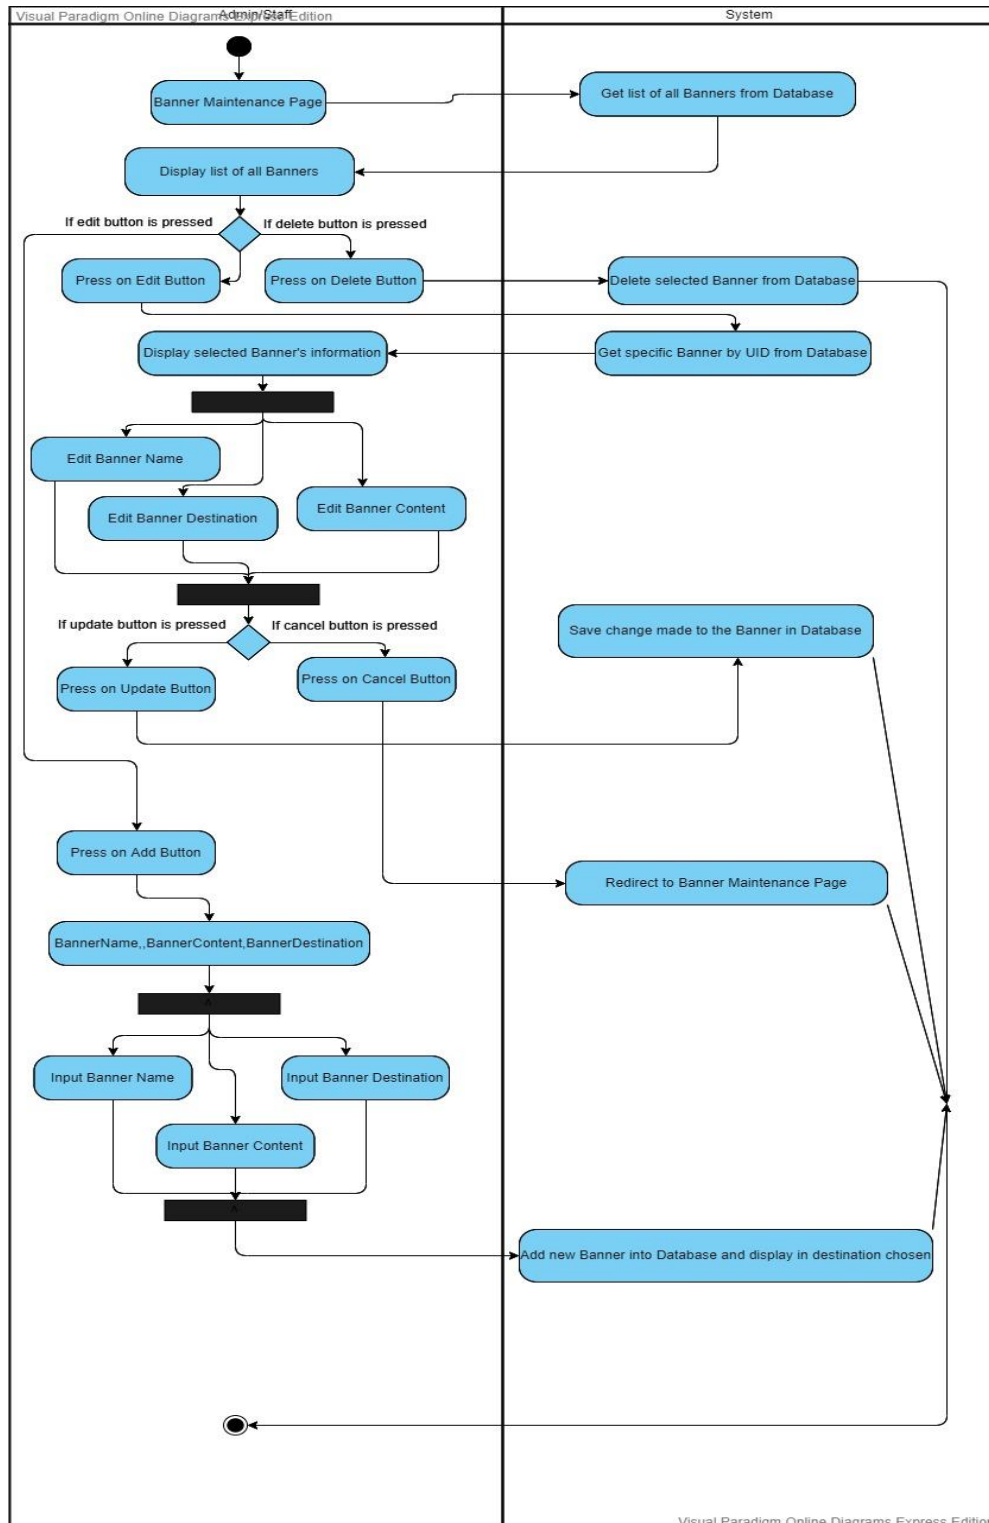 Visual Paradigm Online Diagrams Express Edition
Admin/Staff
System
Banner Maintenance Page
Get list of all Banners from Database
Display list of all Banners
If edit button is pressed
If delete button is pressed
Press on Edit Button
Press on Delete Button
Delete selected Banner from Database
Display selected Banner's information
Get specific Banner by UID from Database
Edit Banner Name
Edit Banner Destination
Edit Banner Content
If update button is pressed
If cancel button is pressed
Save change made to the Banner in Database
Press on Update Button
Press on Cancel Button
Press on Add Button
Redirect to Banner Maintenance Page
BannerName,,BannerContent,BannerDestination
Input Banner Name
Input Banner Destination
Input Banner Content
Add new Banner into Database and display in destination chosen
Visual Paradigm Online Diagrams Express Edition